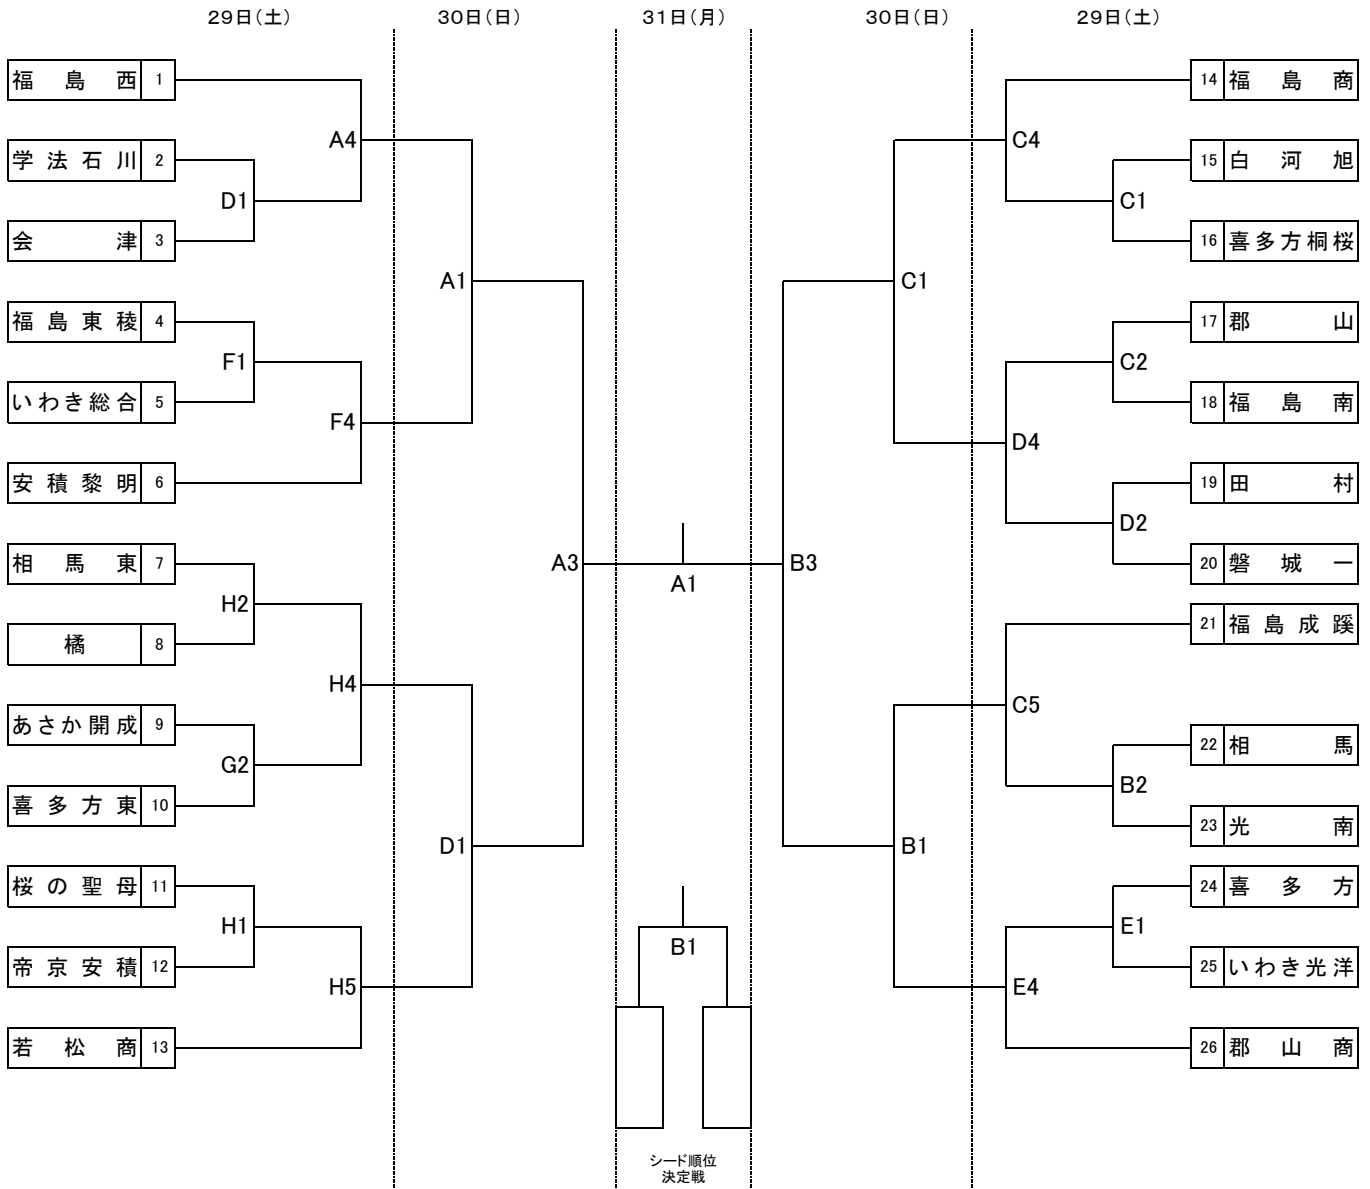 29日(土) 30日(日) 31日(月) 30日(日) 29日(土)
福島西 1
学法石川 2
会津 3
福島東稜 4
いわき総合 5
安積黎明 6
相馬東 7
橘 8
あさか開成 9
喜多方東 10
桜の聖母 11
帝京安積 12
若松商 13
D1
F1
H2
G2
H1
A4
F4
H4
H5
A1
D1
A3
A1
B1
シード順位
決定戦
B3
C1
B1
C4
D4
C5
E4
C1
C2
D2
B2
E1
14 福島商
15 白河旭
16 喜多方桐桜
17 郡山
18 福島南
19 田村
20 磐城一
21 福島成蹊
22 相馬
23 光南
24 喜多方
25 いわき光洋
26 郡山商